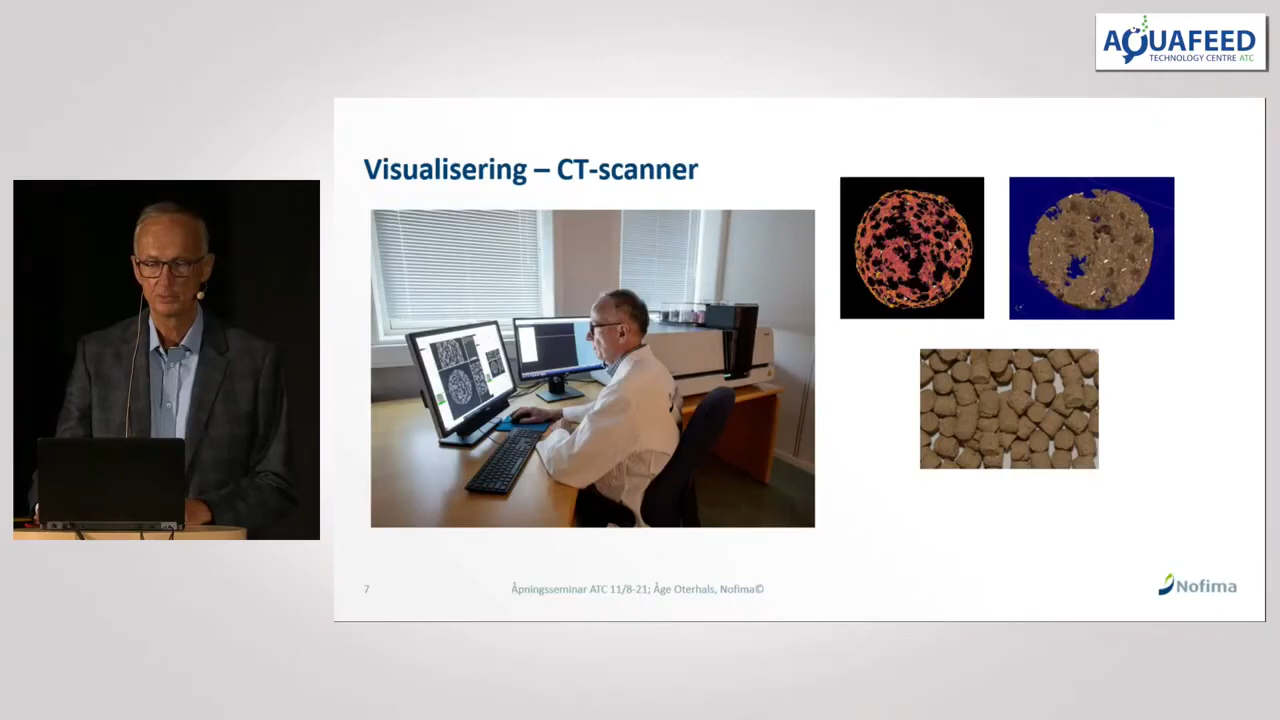 AQUAFEED
TECHNOLOGY CENTRE ATC
Visualisering – CT-scanner
7
Åpningsseminar ATC 11/8-21; Åge Oterhals, Nofima©
Nofima